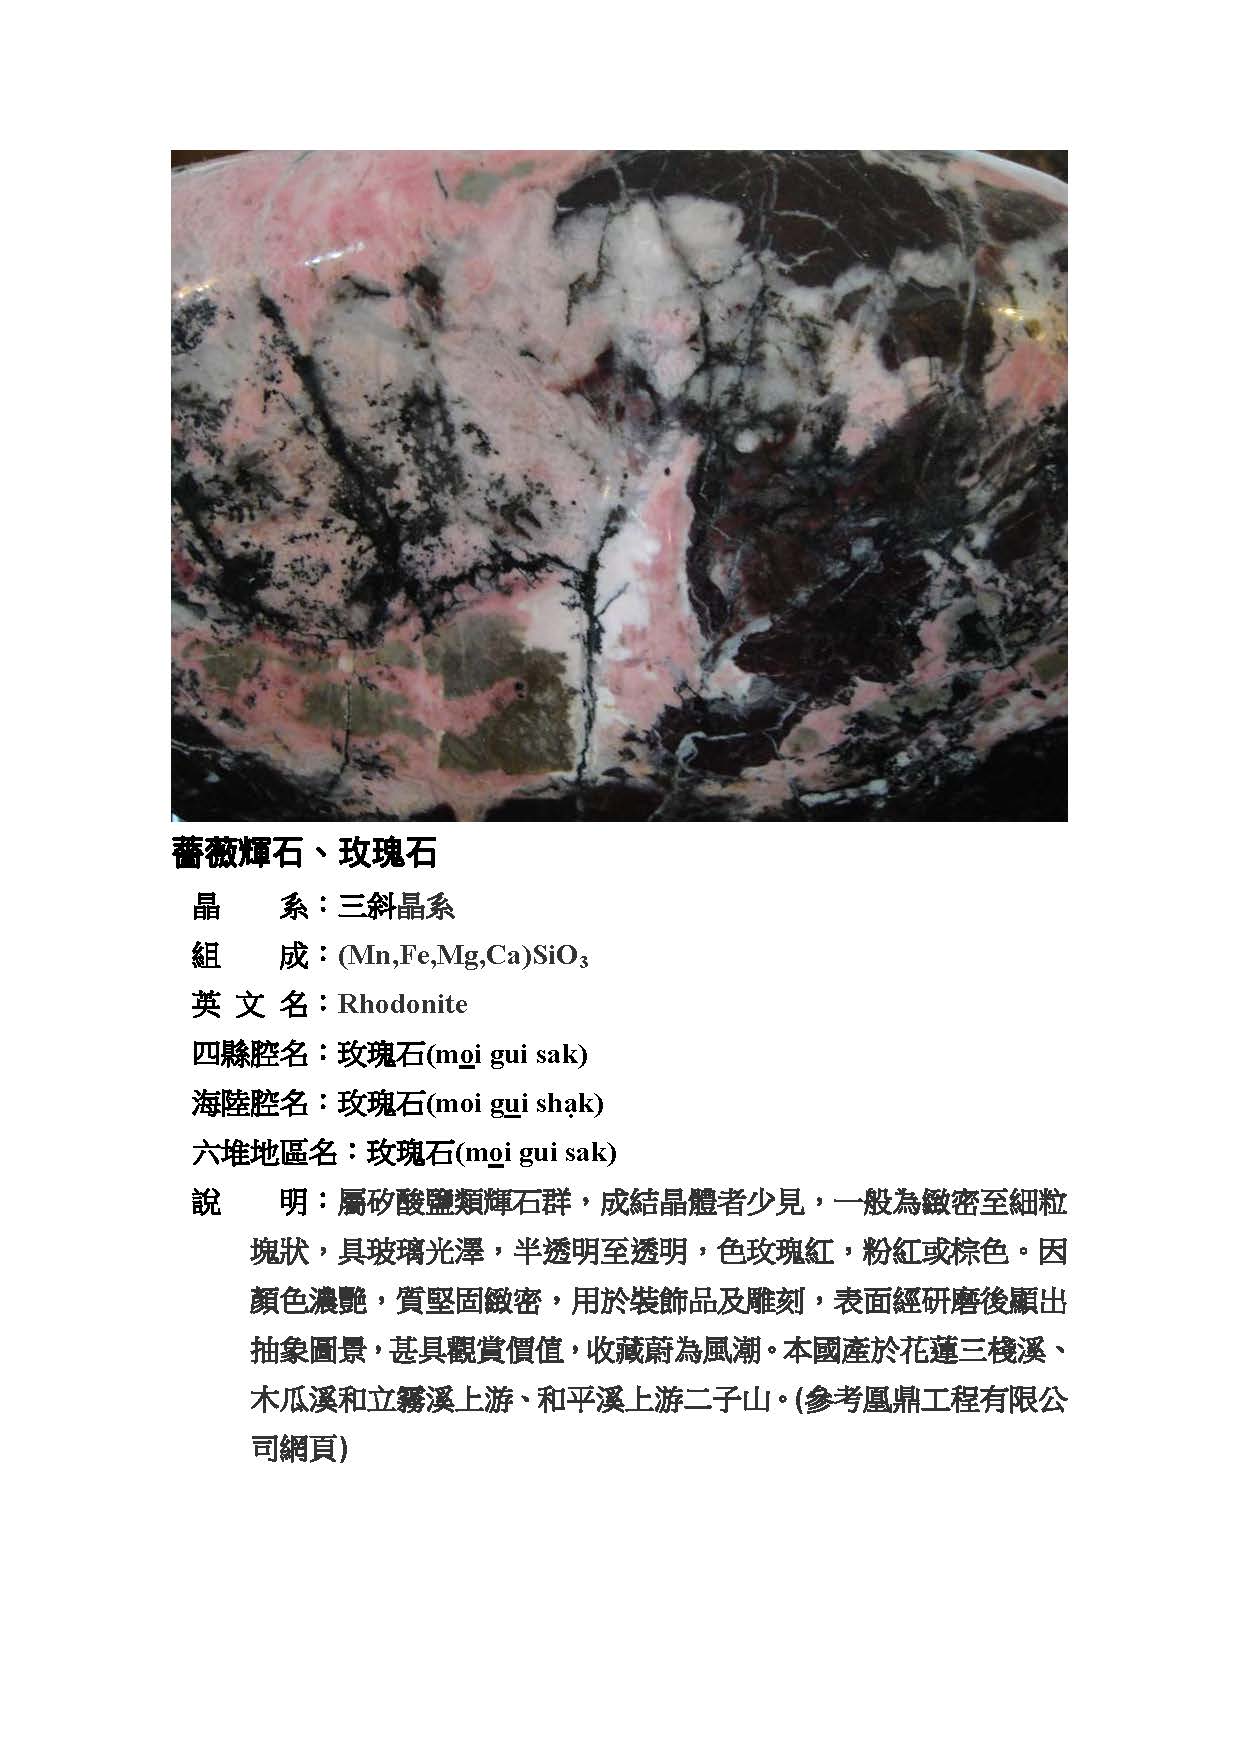 薔薇輝石、玫瑰石
晶　　系：三斜晶系
組　　成：(Mn,Fe,Mg,Ca)SiO₃
英 文 名：Rhodonite
四縣腔名：玫瑰石(mo̲i gui sak)
海陸腔名：玫瑰石(moi gu̲i shạk)
六堆地區名：玫瑰石(mo̲i gui sak)
說　　明：屬矽酸鹽類輝石群，成結晶體者少見，一般為緻密至細粒
塊狀，具玻璃光澤，半透明至透明，色玫瑰紅，粉紅或棕色。因
顏色濃艷，質堅固緻密，用於裝飾品及雕刻，表面經研磨後顯出
抽象圖景，甚具觀賞價值，收藏蔚為風潮。本國產於花蓮三棧溪、
木瓜溪和立霧溪上游、和平溪上游二子山。(參考凰鼎工程有限公
司網頁)